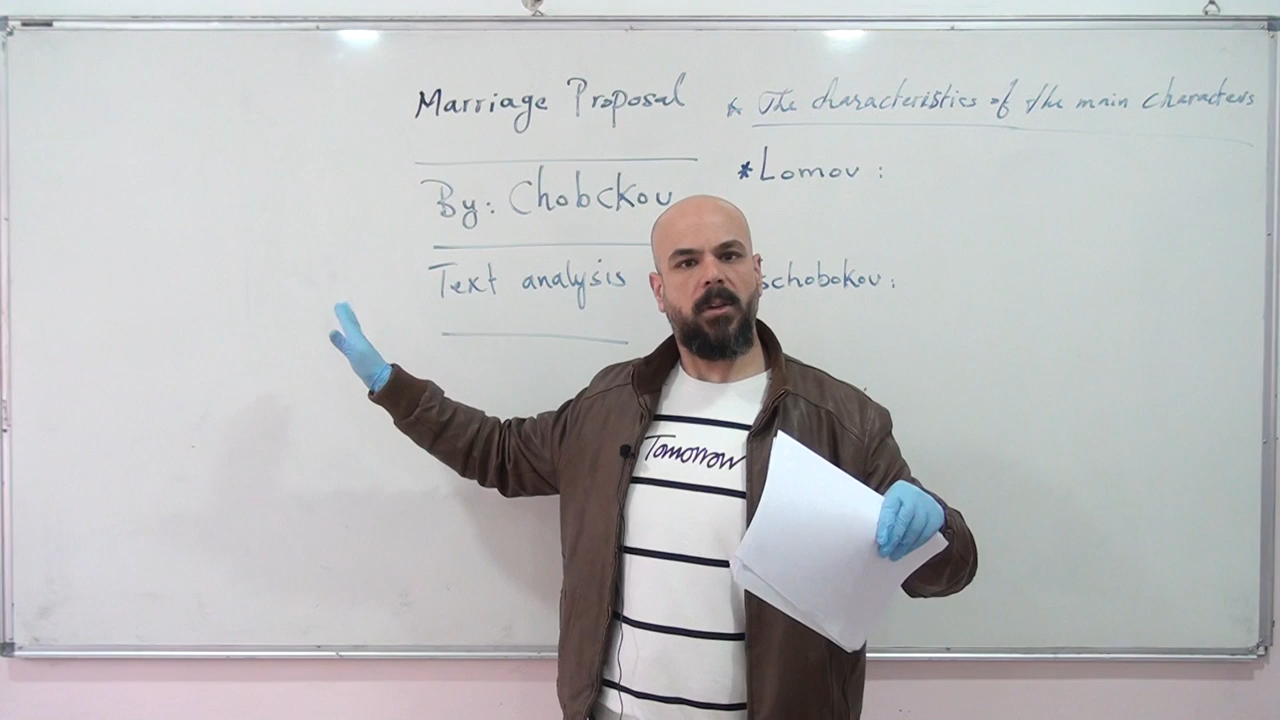 Marriage Proposal
By: Chobckov
Text analysis
* The characteristics of the main characters
* Lomov :
schobokov :
Tomorrow